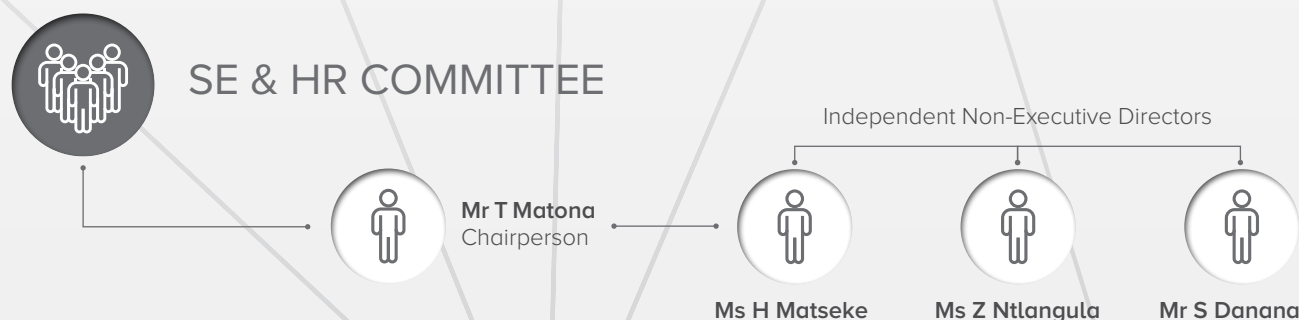 SE & HR COMMITTEE
Independent Non-Executive Directors
Mr T Matona
Chairperson
Ms H Matseke
Ms Z Ntlangula
Mr S Danana